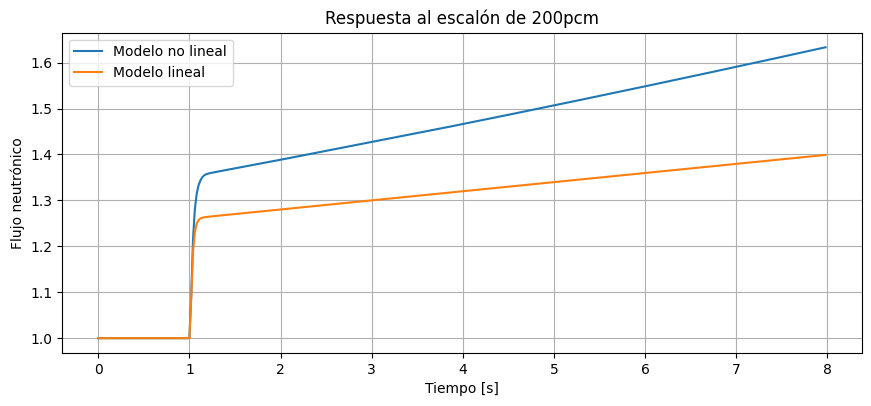 Respuesta al escalón de 200pcm
Modelo no lineal
Modelo lineal
Flujo neutrónico
1.6
1.5
1.4
1.3
1.2
1.1
1.0
0 1 2 3 4 5 6 7 8
Tiempo [s]